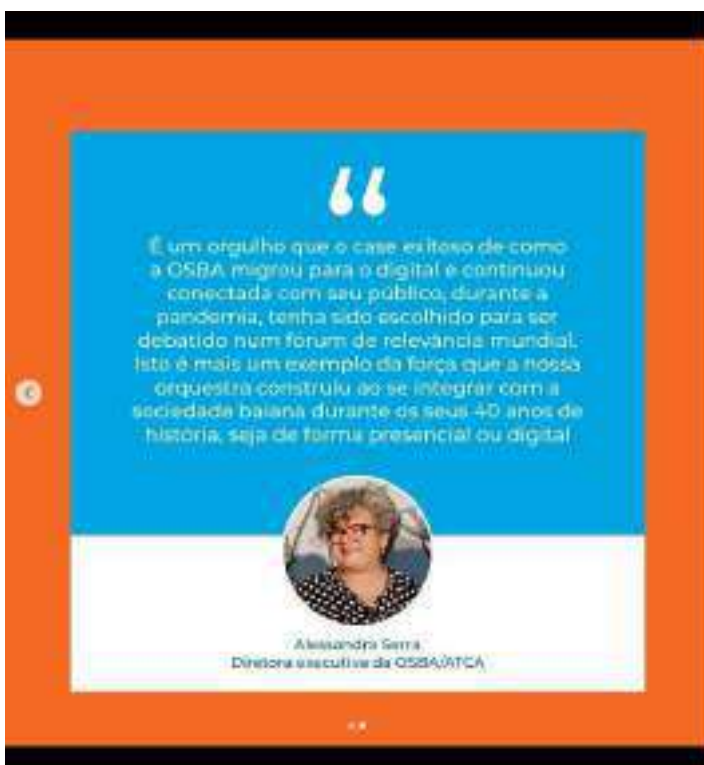 “
É um orgulho que o case exitoso de como
a OSBA migrou para o digital e continuou
conectada com seu público, durante a
pandemia, tenha sido escolhido para ser
debatido num fórum de relevância mundial.
Isto é mais um exemplo da força que a nossa
orquestra construiu ao se integrar com a
sociedade baiana durante os seus 40 anos de
história, seja de forma presencial ou digital
Alessandra Serra
Diretora executiva da OSBA/ATCA